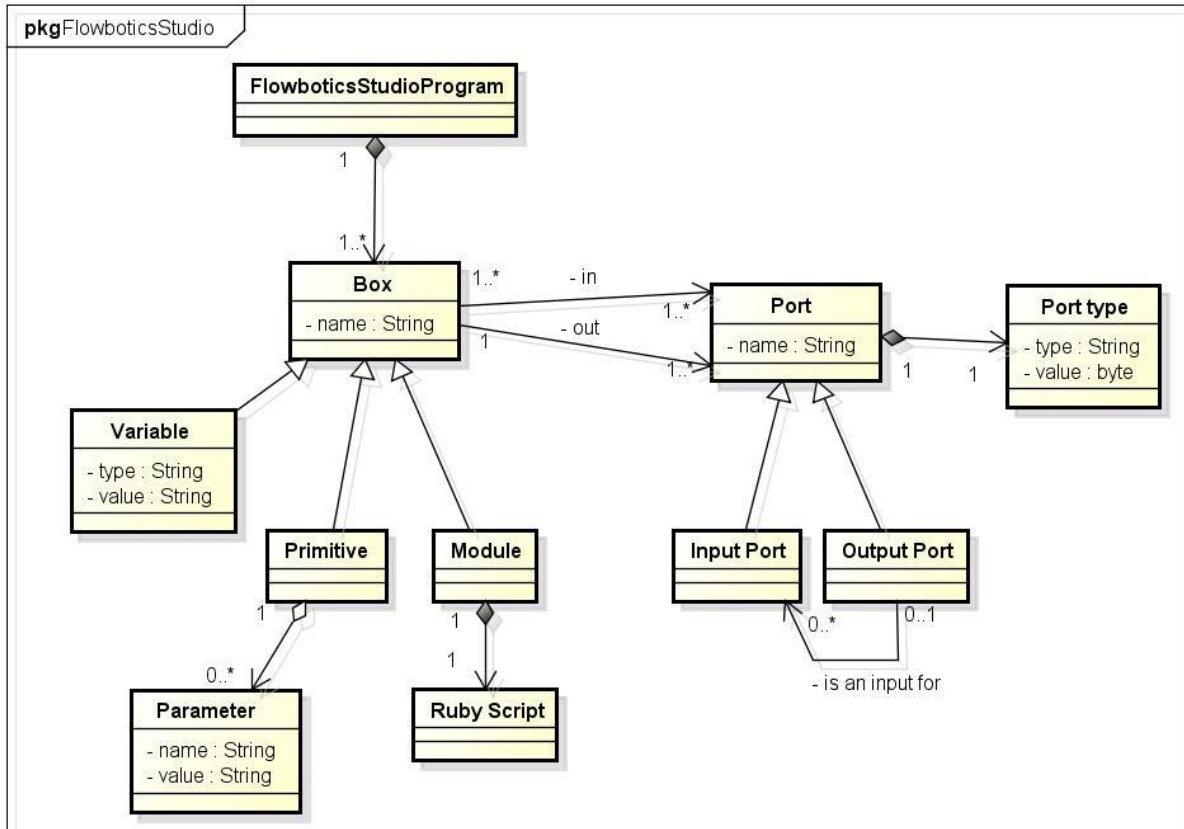 pkgFlowboticsStudio
FlowboticsStudioProgram
1
1..*
Box
- name : String
1..*
- in
1..*
- out
1
1..*
Port
- name : String
1
1
Port type
- type : String
- value : byte
Variable
- type : String
- value : String
Primitive
Module
Input Port
Output Port
1
1
0..*
0..1
0..*
1
- is an input for
Parameter
- name : String
- value : String
Ruby Script